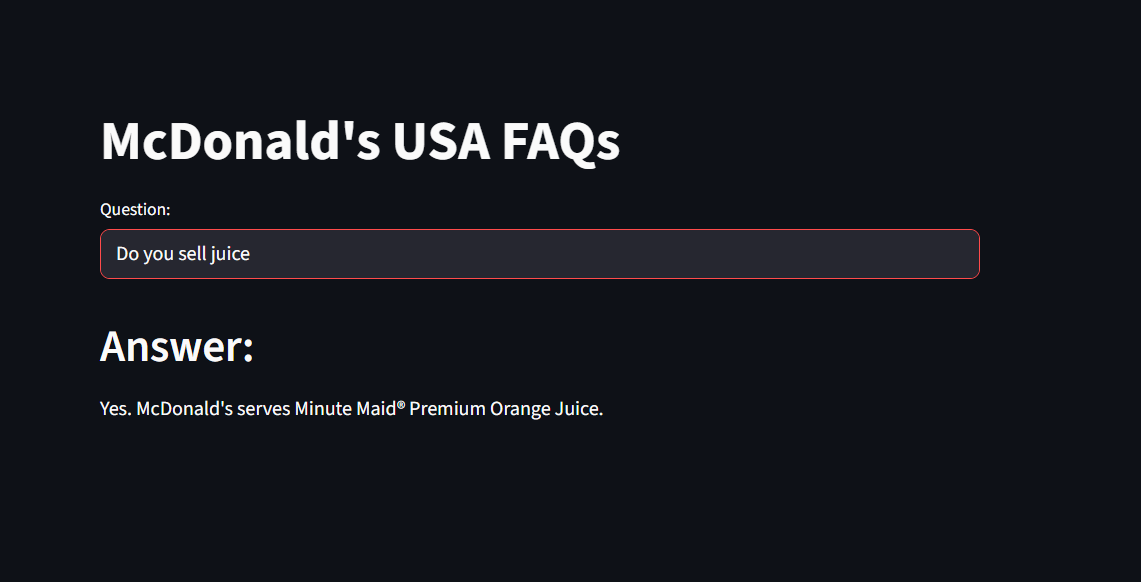 McDonald's USA FAQs
Question:
Do you sell juice
Answer:
Yes. McDonald's serves Minute Maid® Premium Orange Juice.